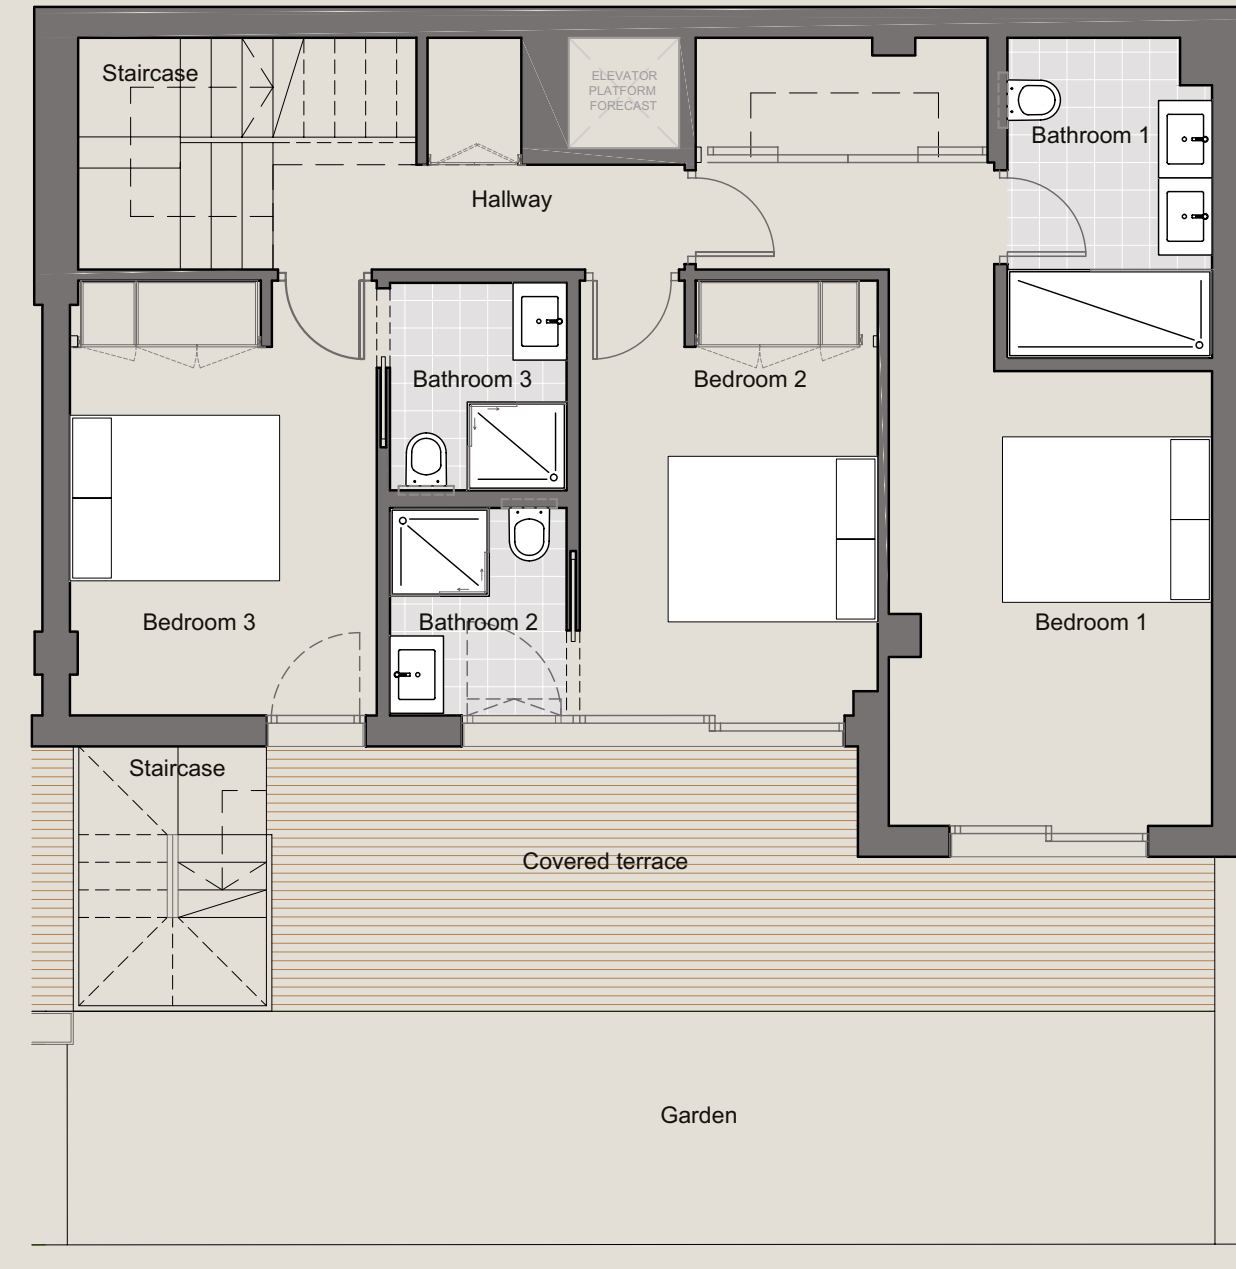 Staircase
ELEVATOR
PLATFORM
FORECAST
Bathroom 1
Hallway
Bathroom 3
Bedroom 2
Bedroom 3
Bathroom 2
Bedroom 1
Staircase
Covered terrace
Garden